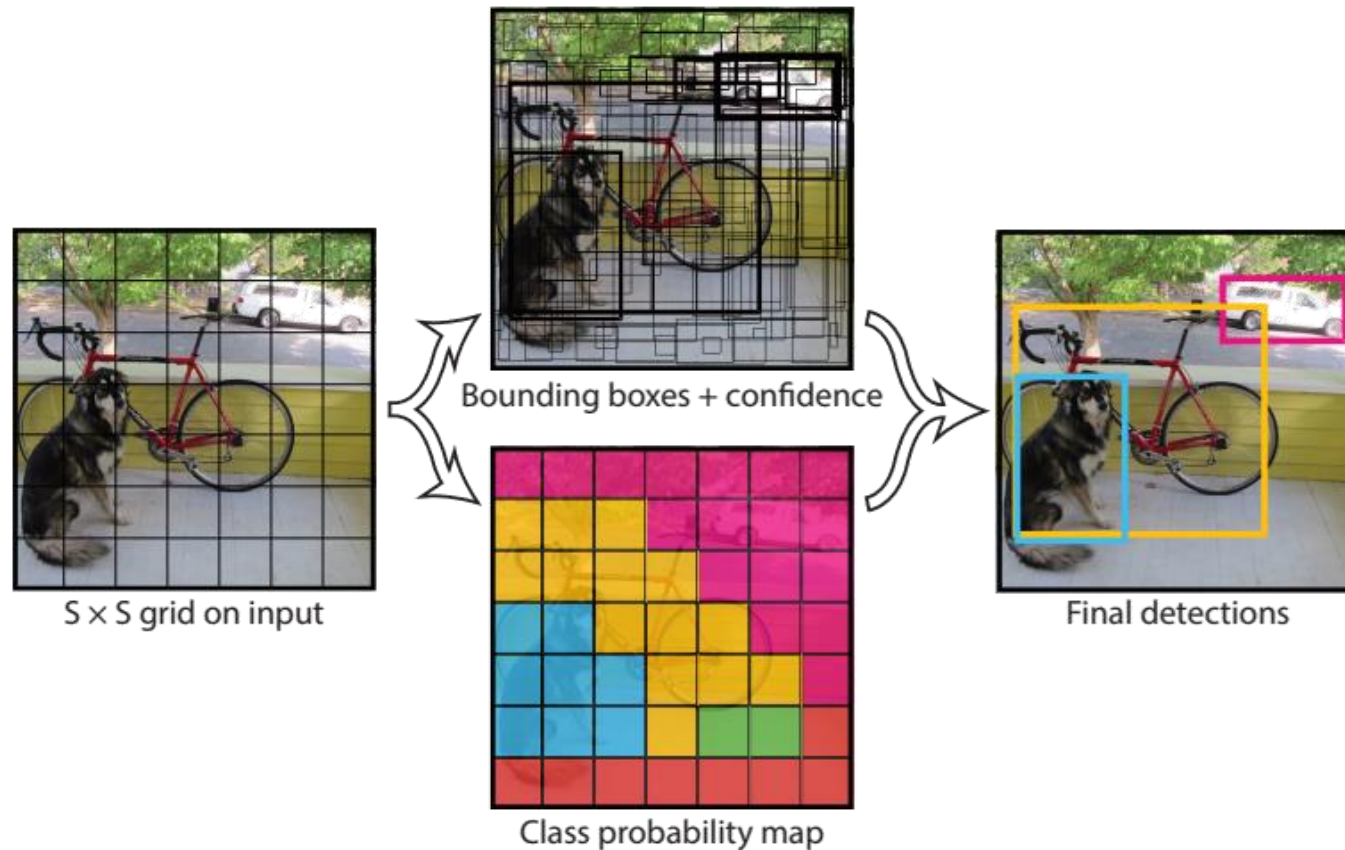 S × S grid on input
Bounding boxes + confidence
Class probability map
Final detections